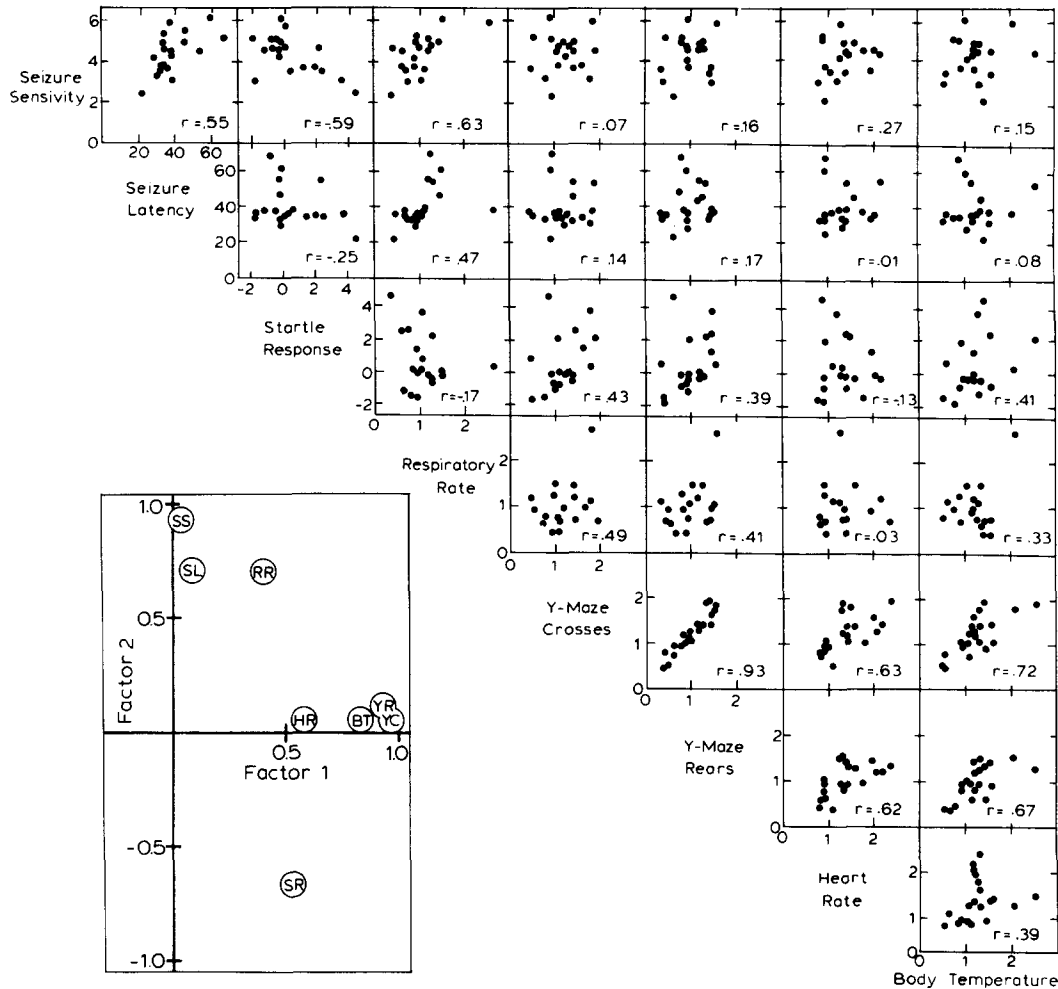 6
4
2
0
Seizure
Sensivity
r=.55
r=-.59
r=.63
r=.07
r=.16
r=.27
r=.15
20 40 60
Seizure
Latency
60
40
20
0
r=-.25
r=.47
r=.14
r=.17
r=.01
r=.08
-2 0 2 4
Startle
Response
4
2
0
-2
r=-.17
r=.43
r=.39
r=-.13
r=.41
0 1 2
Respiratory
Rate
2
1
0
r=.49
r=.41
r=.03
r=.33
0 1 2
Y-Maze
Crosses
2
1
0
r=.93
r=.63
r=.72
0 1 2
Y-Maze
Rears
2
1
0
r=.62
r=.67
0 1 2
Heart
Rate
2
1
0
r=.39
0 1 2
Body Temperature
1.0
0.5
-0.5
-1.0
Factor 2
0.5 1.0
Factor 1
SS
SL
RR
HR
BT
YR
YC
SR